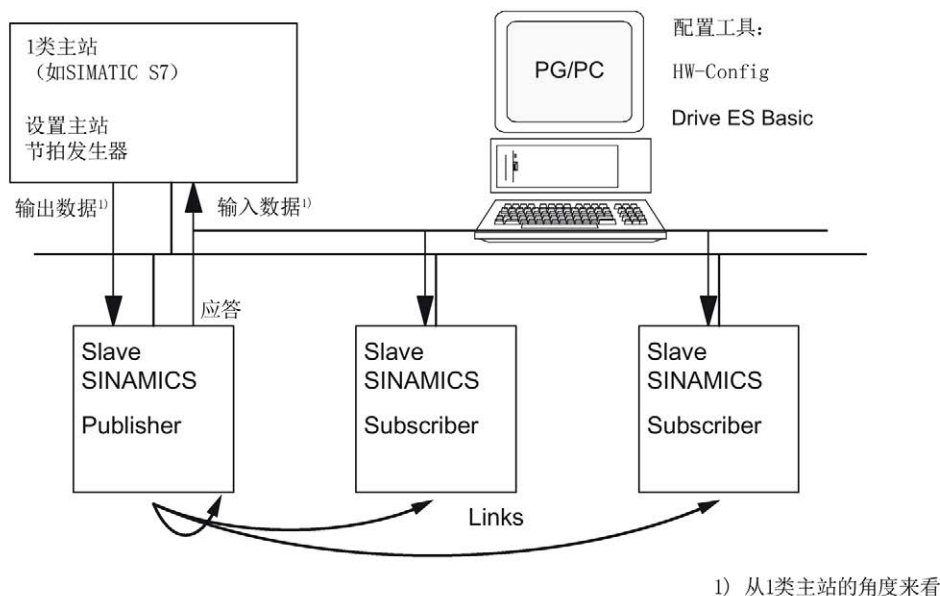 1类主站
（如SIMATIC S7）
设置主站
节拍发生器
PG/PC
配置工具:
HW-Config
Drive ES Basic
输出数据¹⁾
输入数据¹⁾
应答
Slave
SINAMICS
Publisher
Slave
SINAMICS
Subscriber
Slave
SINAMICS
Subscriber
Links
1) 从1类主站的角度来看